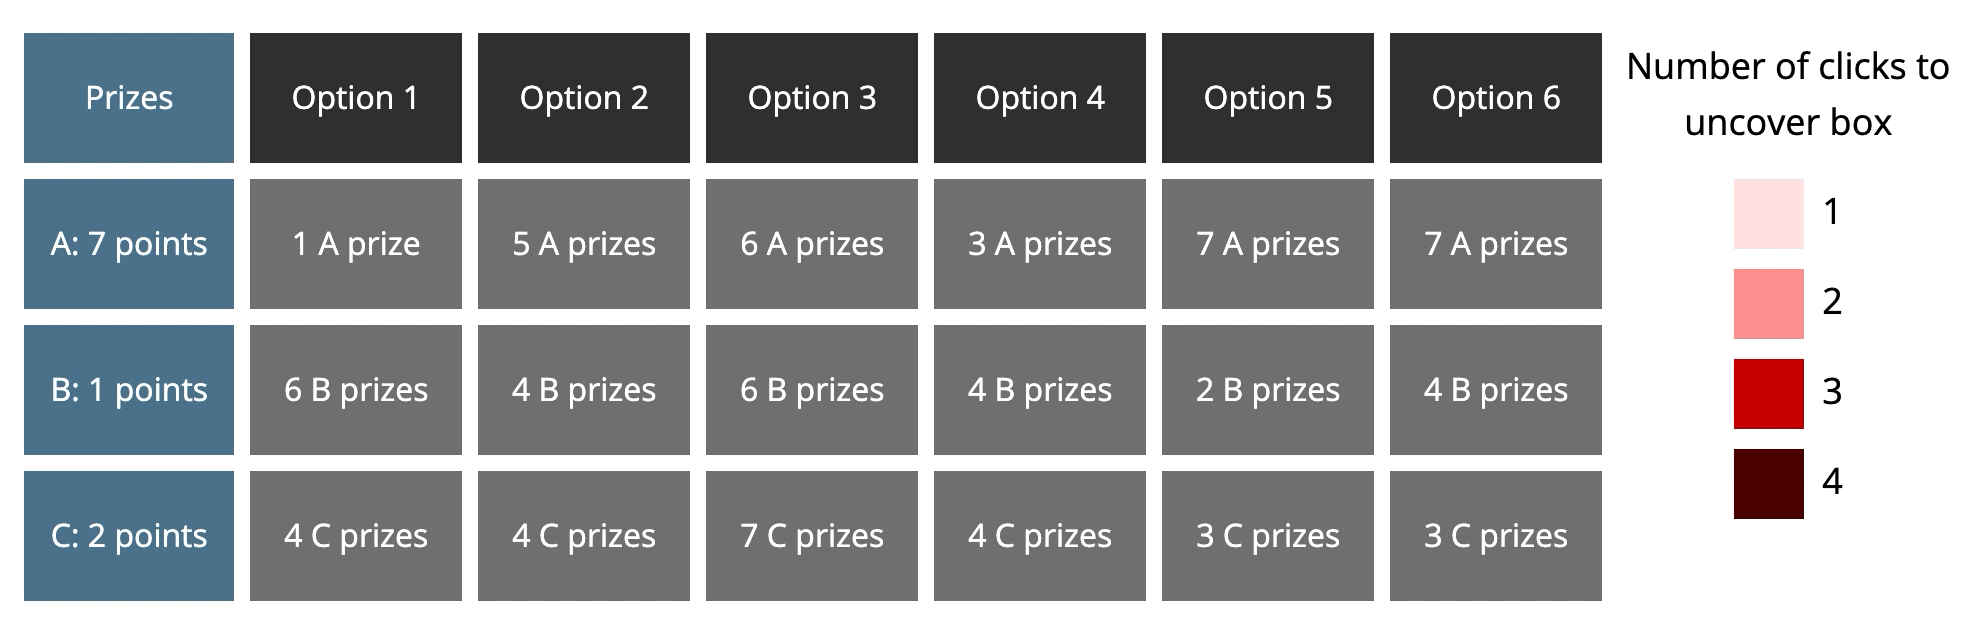 Prizes Option 1 Option 2 Option 3 Option 4 Option 5 Option 6
A: 7 points 1 A prize 5 A prizes 6 A prizes 3 A prizes 7 A prizes 7 A prizes
B: 1 points 6 B prizes 4 B prizes 6 B prizes 4 B prizes 2 B prizes 4 B prizes
C: 2 points 4 C prizes 4 C prizes 7 C prizes 4 C prizes 3 C prizes 3 C prizes
Number of clicks to
uncover box
1
2
3
4